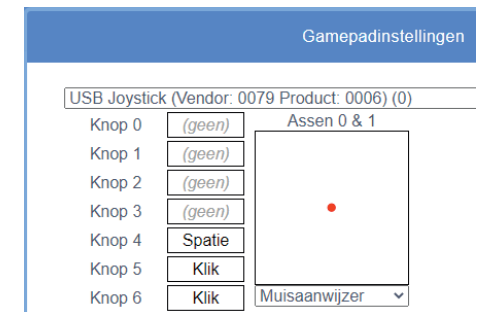 Gamepadinstellingen
USB Joystick (Vendor: 0079 Product: 0006) (0)
Knop 0 (geen) Assen 0 & 1
Knop 1 (geen)
Knop 2 (geen)
Knop 3 (geen)
Knop 4 Spatie
Knop 5 Klik
Knop 6 Klik Muisaanwijzer